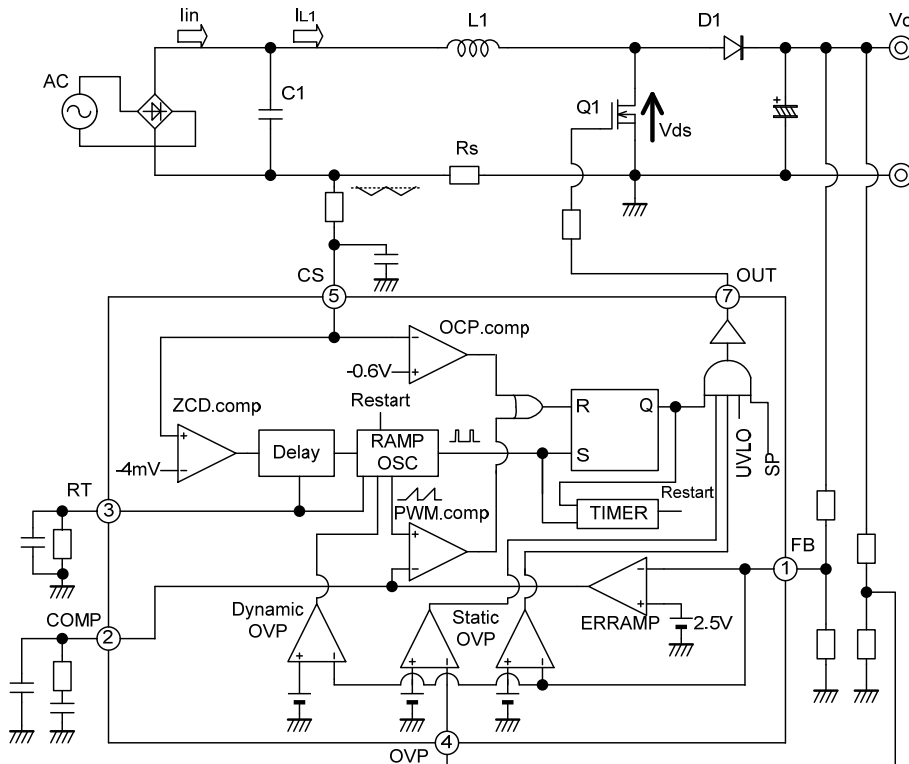 Iin
IL1
L1
D1
Vo
AC
C1
Q1
Vds
Rs
CS
5
OUT
7
OCP.comp
-0.6V
ZCD.comp
Restart
R
Q
S
-4mV
Delay
RAMP
OSC
UVLO
SP
RT
3
TIMER
Restart
PWM.comp
FB
1
COMP
2
Dynamic
OVP
Static
OVP
ERRAMP
2.5V
4
OVP
+
-
+
+
-
+
-
-
+
+
-
+
-
+
-